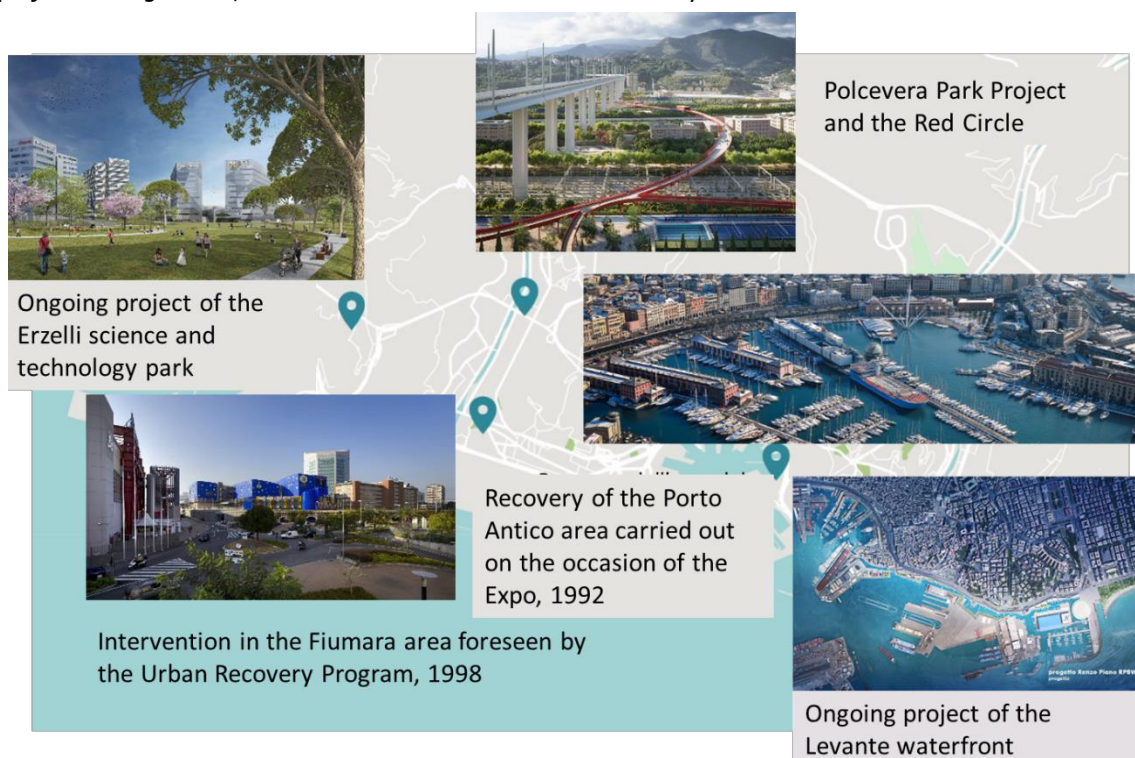 Polcevera Park Project
and the Red Circle
Ongoing project of the
Erzelli science and
technology park
Recovery of the Porto
Antico area carried out
on the occasion of the
Expo, 1992
Intervention in the Fiumara area foreseen by
the Urban Recovery Program, 1998
progetto Renzo Piano RPBW
progetto
Ongoing project of the
Levante waterfront